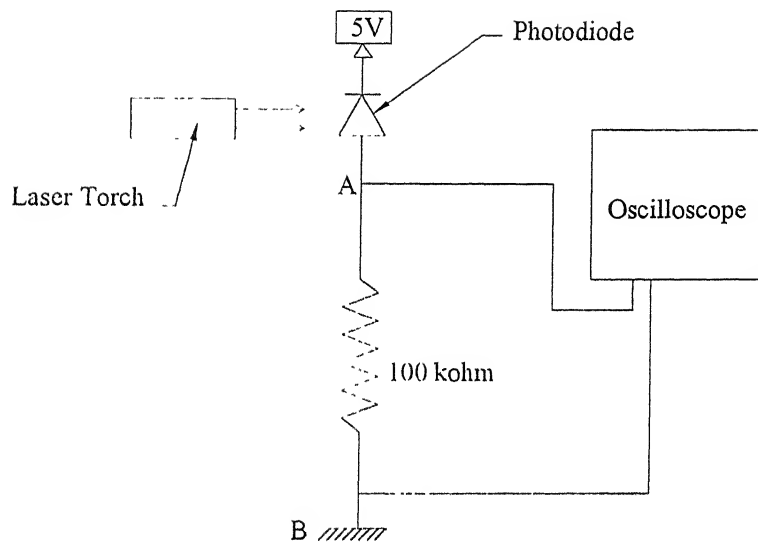 5V
Photodiode
Laser Torch
A
Oscilloscope
100 kohm
B